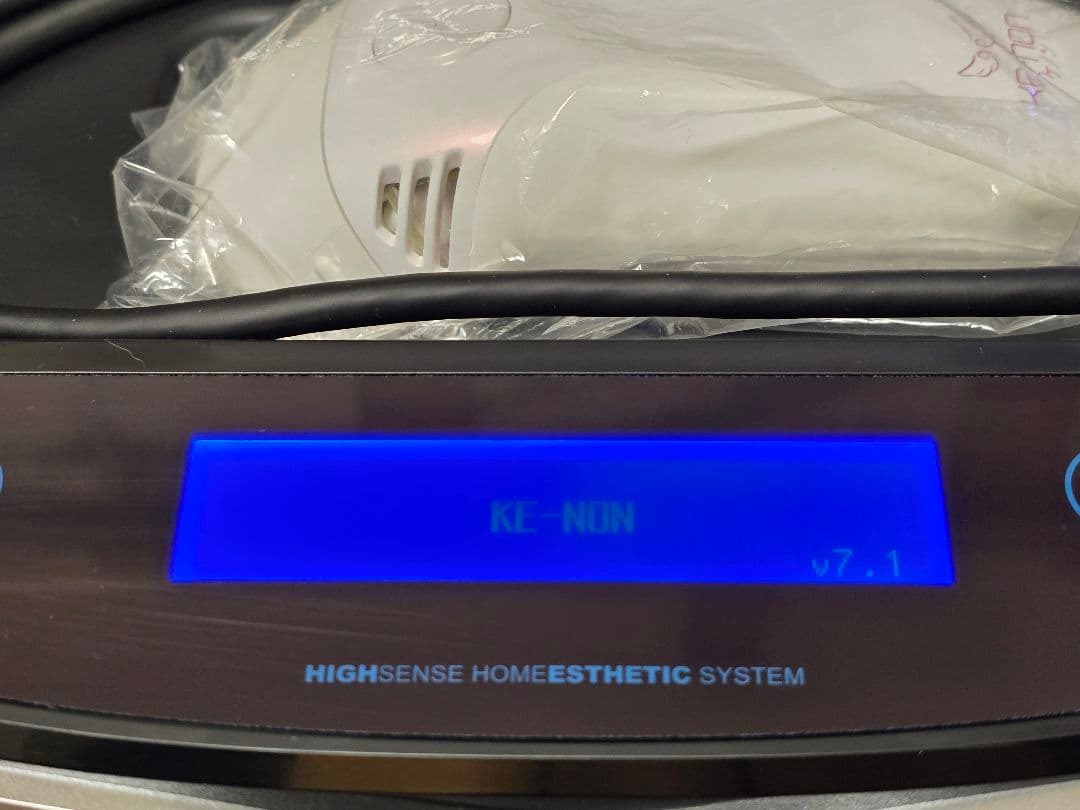 KE-NON
v7.1
HIGHSENSE HOMEESTHETIC SYSTEM